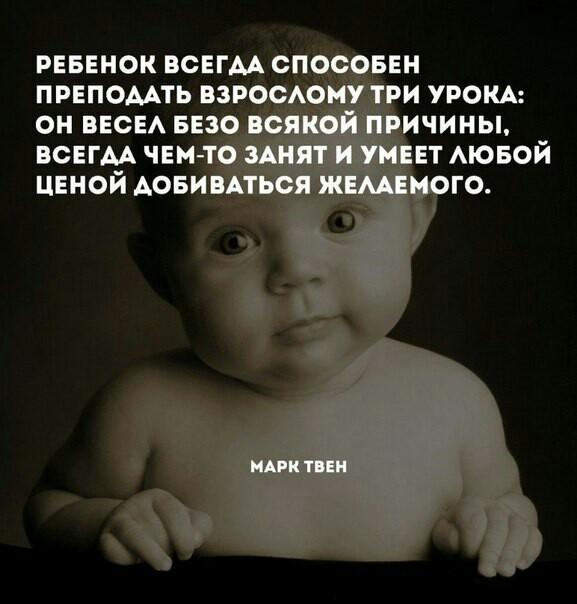 РЕБЕНОК ВСЕГДА СПОСОБЕН
ПРЕПОДАТЬ ВЗРОСЛОМУ ТРИ УРОКА:
ОН ВЕСЕЛ БЕЗО ВСЯКОЙ ПРИЧИНЫ,
ВСЕГДА ЧЕМ-ТО ЗАНЯТ И УМЕЕТ ЛЮБОЙ
ЦЕНОЙ ДОБИВАТЬСЯ ЖЕЛАЕМОГО.
МАРК ТВЕН